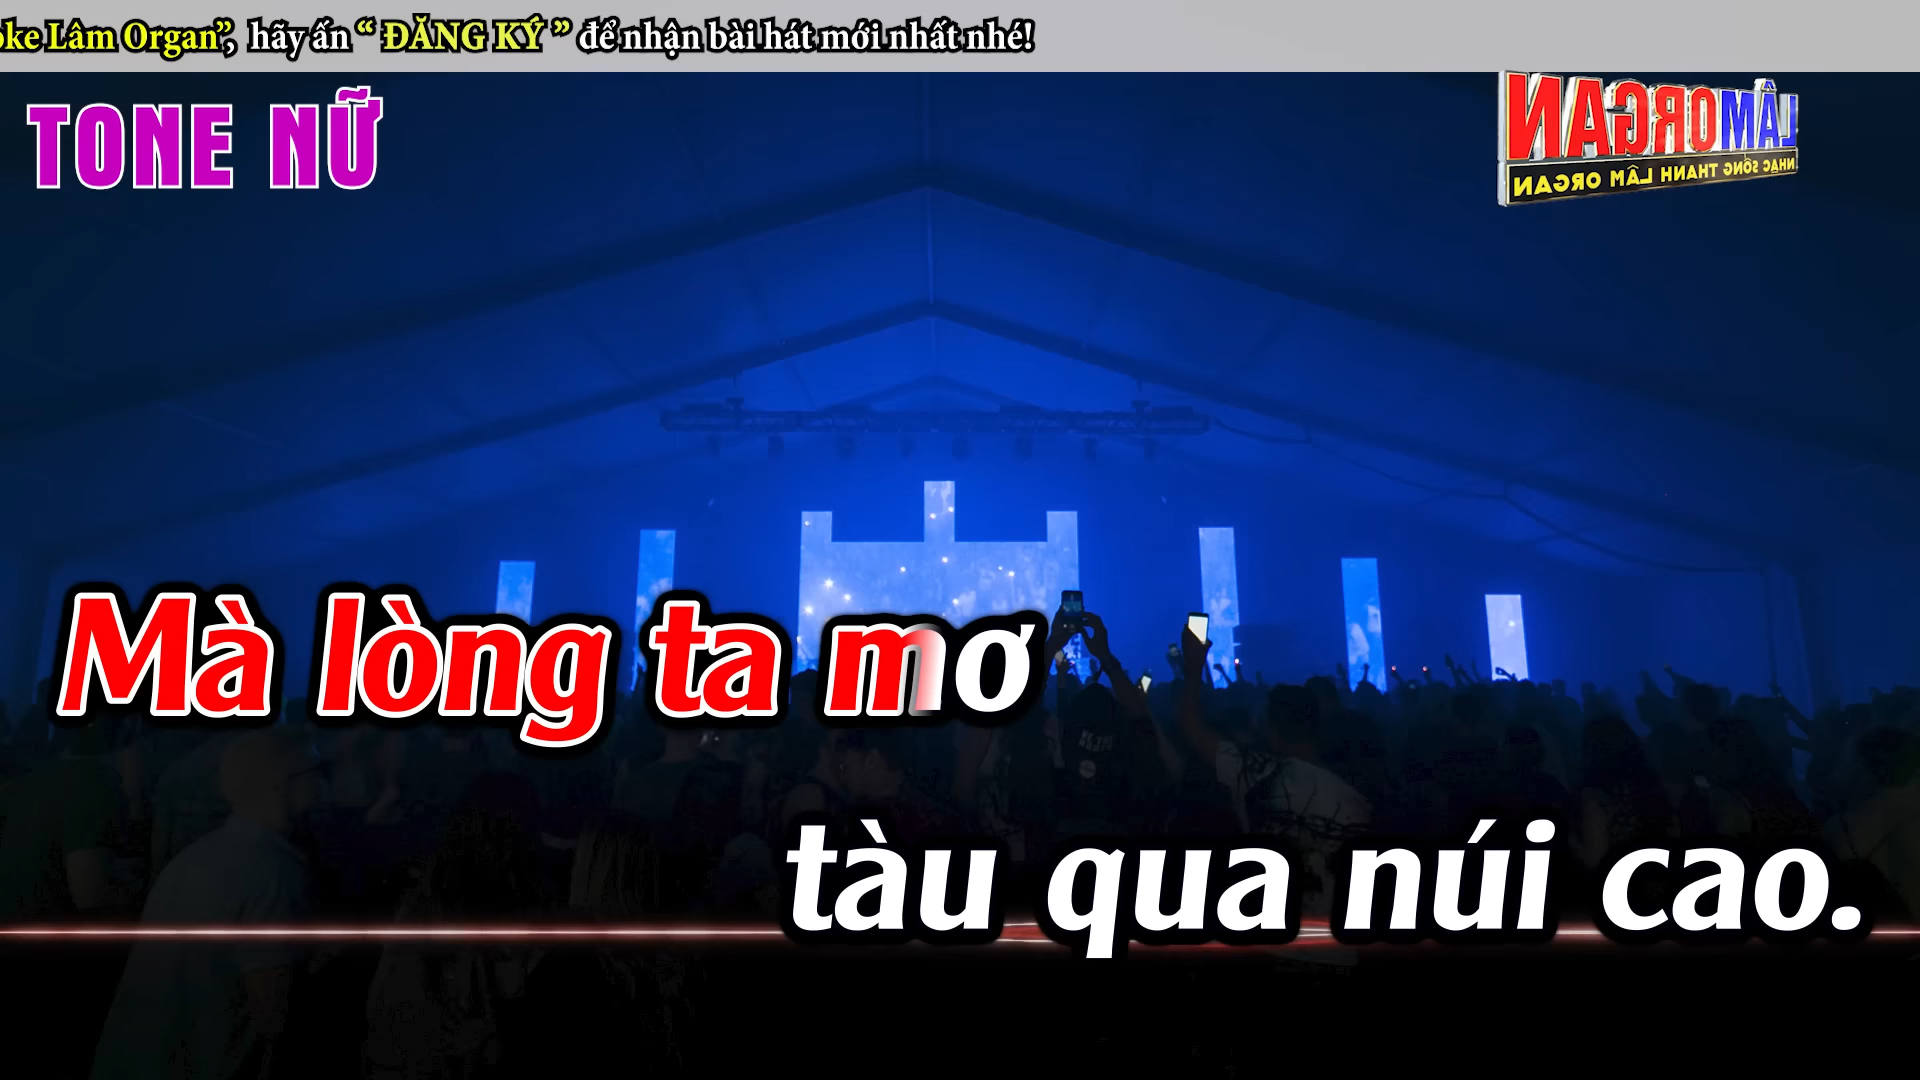 oke Lâm Organ”, hãy ấn “ ĐĂNG KÝ ” để nhận bài hát mới nhất nhé!
TONE NỮ
LÂM ORGAN
NHẠC SỐNG THANH LÂM ORGAN
Mà lòng ta mơ
tàu qua núi cao.